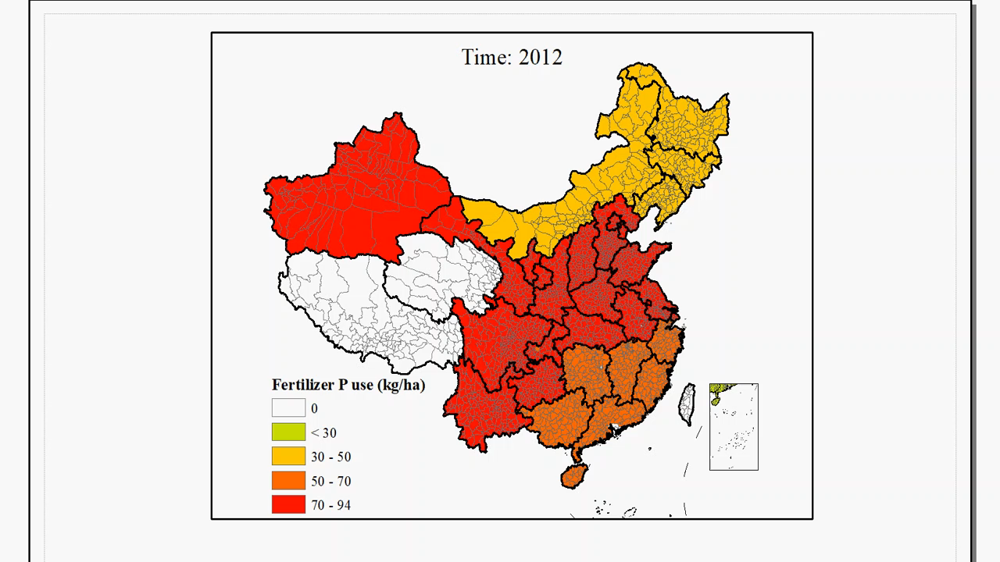 Time: 2012
Fertilizer P use (kg/ha)
0
< 30
30 - 50
50 - 70
70 - 94